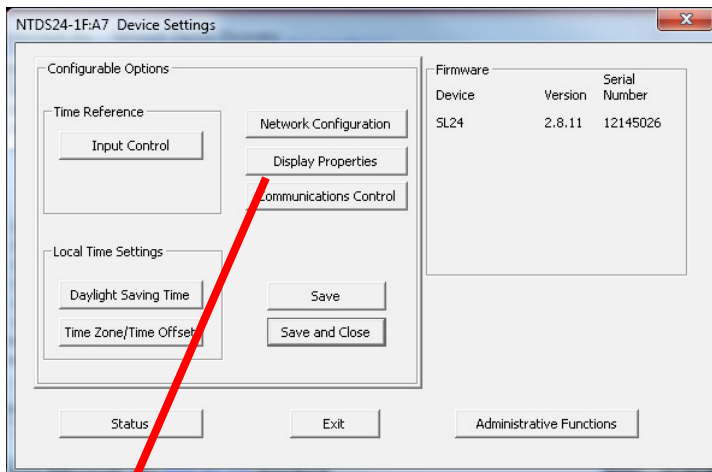 NTDS24-1F:A7 Device Settings
Configurable Options
Time Reference
Input Control
Network Configuration
Display Properties
Communications Control
Local Time Settings
Daylight Saving Time
Time Zone/Time Offset
Save
Save and Close
Firmware
Device Version Serial Number
SL24 2.8.11 12145026
Status
Exit
Administrative Functions